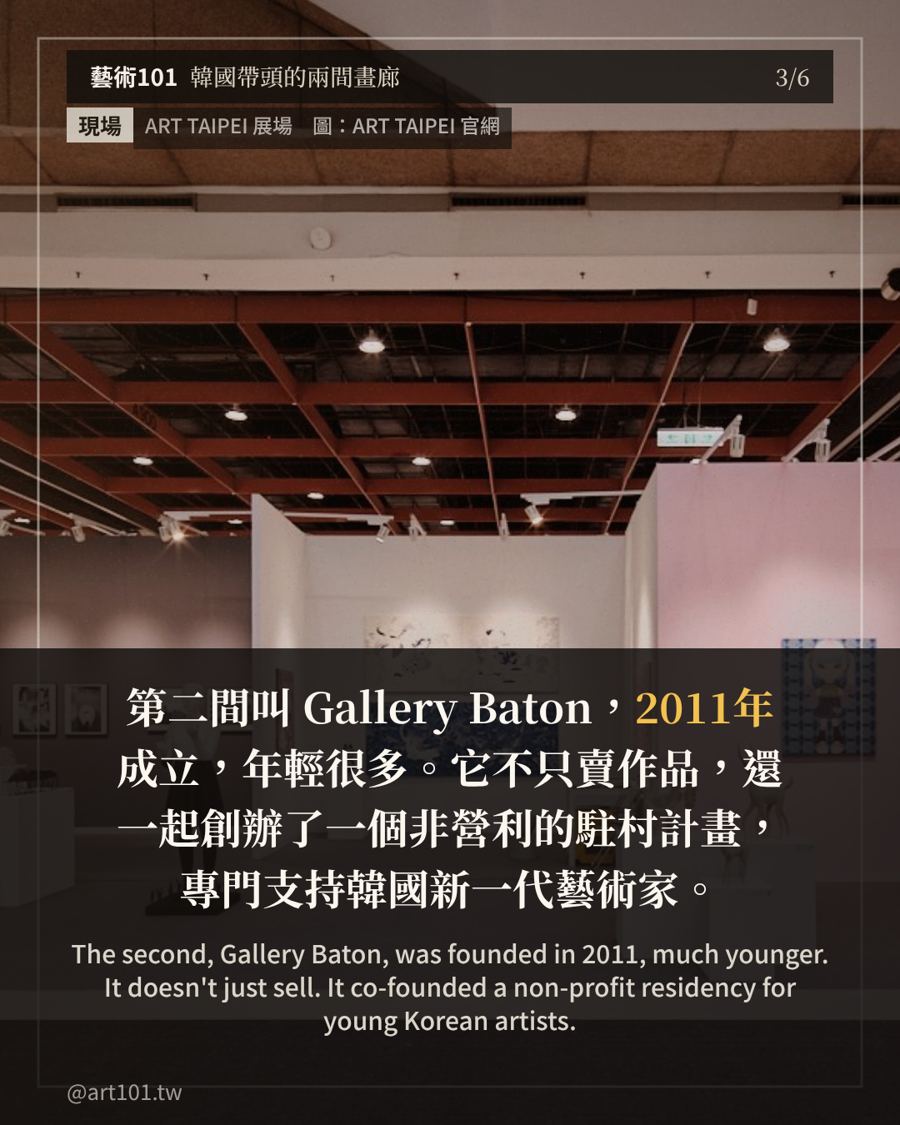 藝術101 韓國帶頭的兩間畫廊 3/6
現場 ART TAIPEI 展場 圖：ART TAIPEI 官網
第二間叫 Gallery Baton，2011年
成立，年輕很多。它不只賣作品，還
一起創辦了一個非營利的駐村計畫，
專門支持韓國新一代藝術家。
The second, Gallery Baton, was founded in 2011, much younger.
It doesn't just sell. It co-founded a non-profit residency for
young Korean artists.
@art101.tw